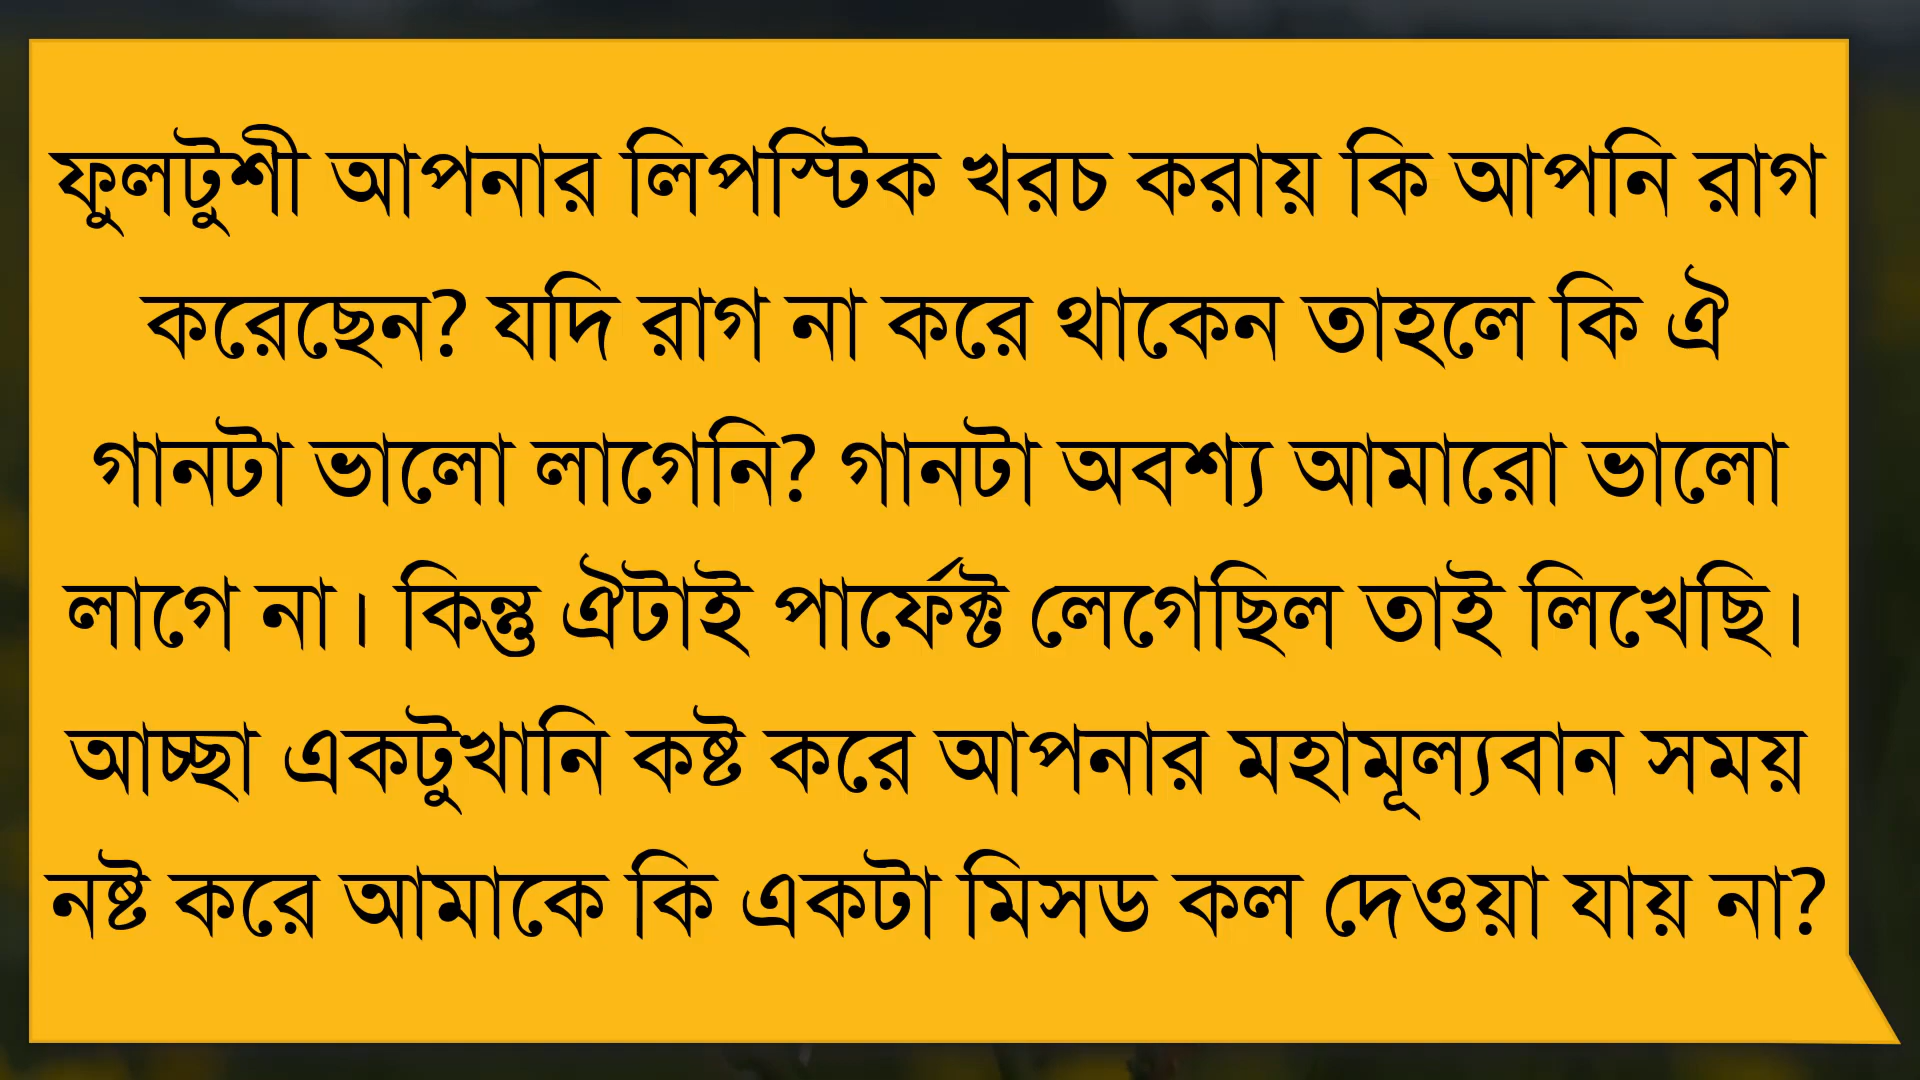 ফুলটুশী আপনার লিপস্টিক খরচ করায় কি আপনি রাগ
করেছেন? যদি রাগ না করে থাকেন তাহলে কি ঐ
গানটা ভালো লাগেনি? গানটা অবশ্য আমারো ভালো
লাগে না। কিন্তু ঐটাই পার্ফেক্ট লেগেছিল তাই লিখেছি।
আচ্ছা একটুখানি কষ্ট করে আপনার মহামূল্যবান সময়
নষ্ট করে আমাকে কি একটা মিসড কল দেওয়া যায় না?